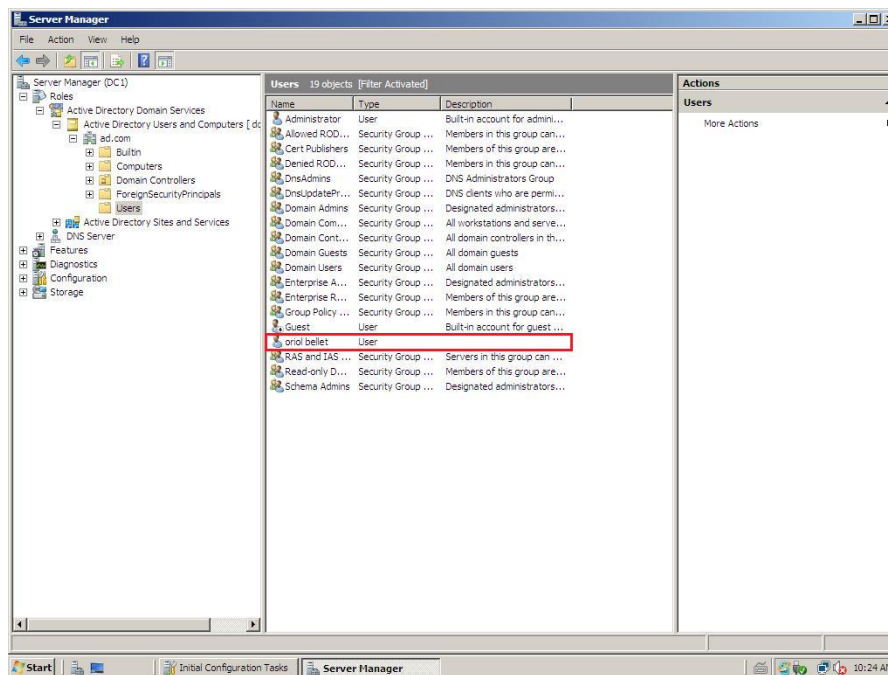 Server Manager
File Action View Help
Server Manager (DC1)
Roles
Active Directory Domain Services
Active Directory Users and Computers [ dc
ad.com
Builtin
Computers
Domain Controllers
ForeignSecurityPrincipals
Users
Active Directory Sites and Services
DNS Server
Features
Diagnostics
Configuration
Storage
Users 19 objects [Filter Activated]
Name Type Description
Administrator User Built-in account for admini...
Allowed ROD... Security Group ... Members in this group can...
Cert Publishers Security Group ... Members of this group are...
Denied ROD... Security Group ... Members in this group can...
DnsAdmins Security Group ... DNS Administrators Group
DnsUpdatePr... Security Group ... DNS clients who are permi...
Domain Admins Security Group ... Designated administrators...
Domain Com... Security Group ... All workstations and serve...
Domain Cont... Security Group ... All domain controllers in th...
Domain Guests Security Group ... All domain guests
Domain Users Security Group ... All domain users
Enterprise A... Security Group ... Designated administrators...
Enterprise R... Security Group ... Members of this group are...
Group Policy ... Security Group ... Members in this group can...
Guest User Built-in account for guest ...
oriol bellet User
RAS and IAS ... Security Group ... Servers in this group can ...
Read-only D... Security Group ... Members of this group are...
Schema Admins Security Group ... Designated administrators...
Actions
Users
More Actions
Start Initial Configuration Tasks Server Manager 10:24 AM